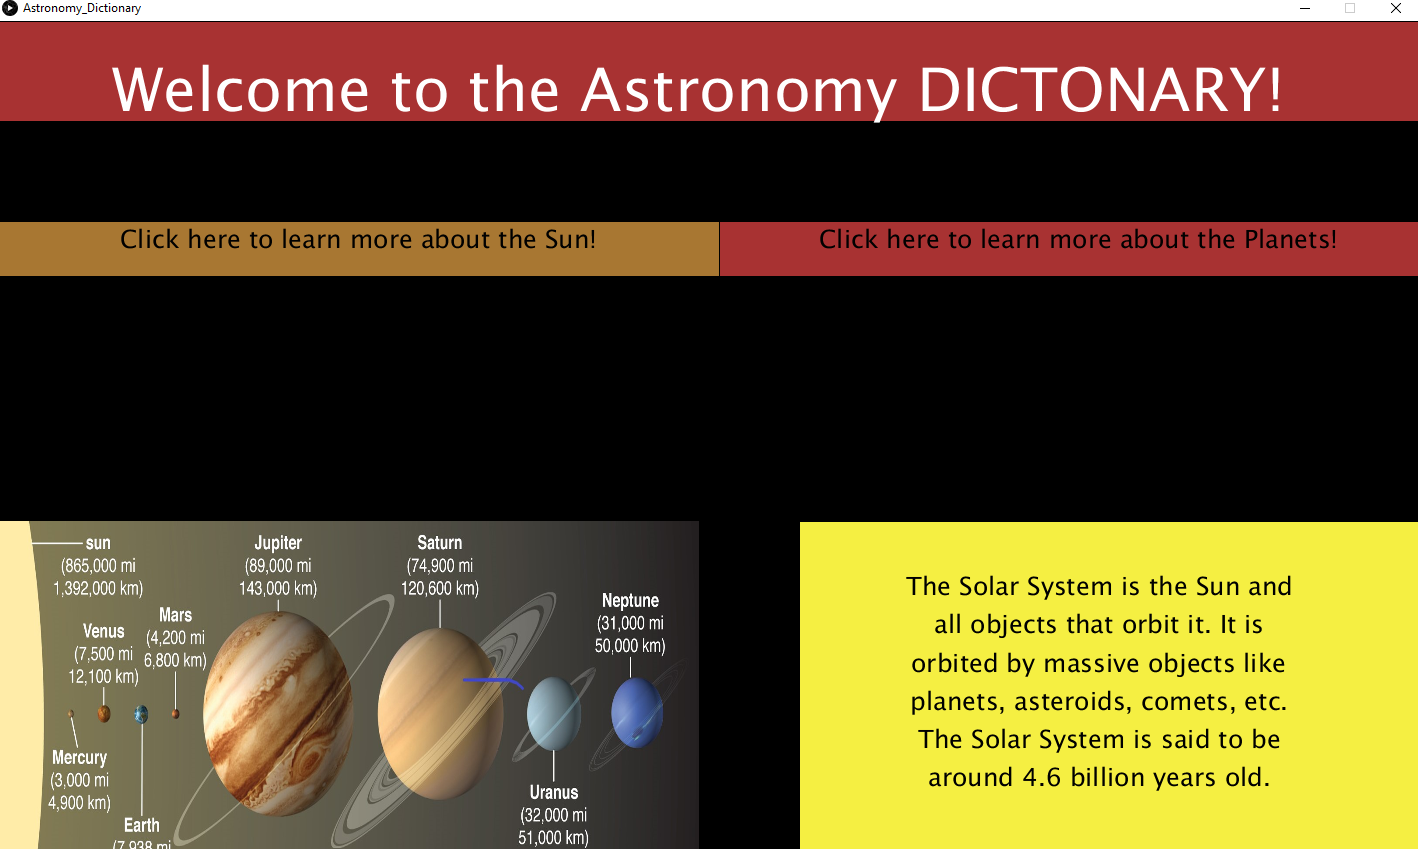 Astronomy_Dictionary
Welcome to the Astronomy DICTONARY!
Click here to learn more about the Sun!
Click here to learn more about the Planets!
sun
(865,000 mi
1,392,000 km)
Jupiter
(89,000 mi
143,000 km)
Saturn
(74,900 mi
120,600 km)
Neptune
(31,000 mi
50,000 km)
Mars
(4,200 mi
6,800 km)
Venus
(7,500 mi
12,100 km)
Mercury
(3,000 mi
4,900 km)
Earth
(7,938 mi
Uranus
(32,000 mi
51,000 km)
The Solar System is the Sun and
all objects that orbit it. It is
orbited by massive objects like
planets, asteroids, comets, etc.
The Solar System is said to be
around 4.6 billion years old.